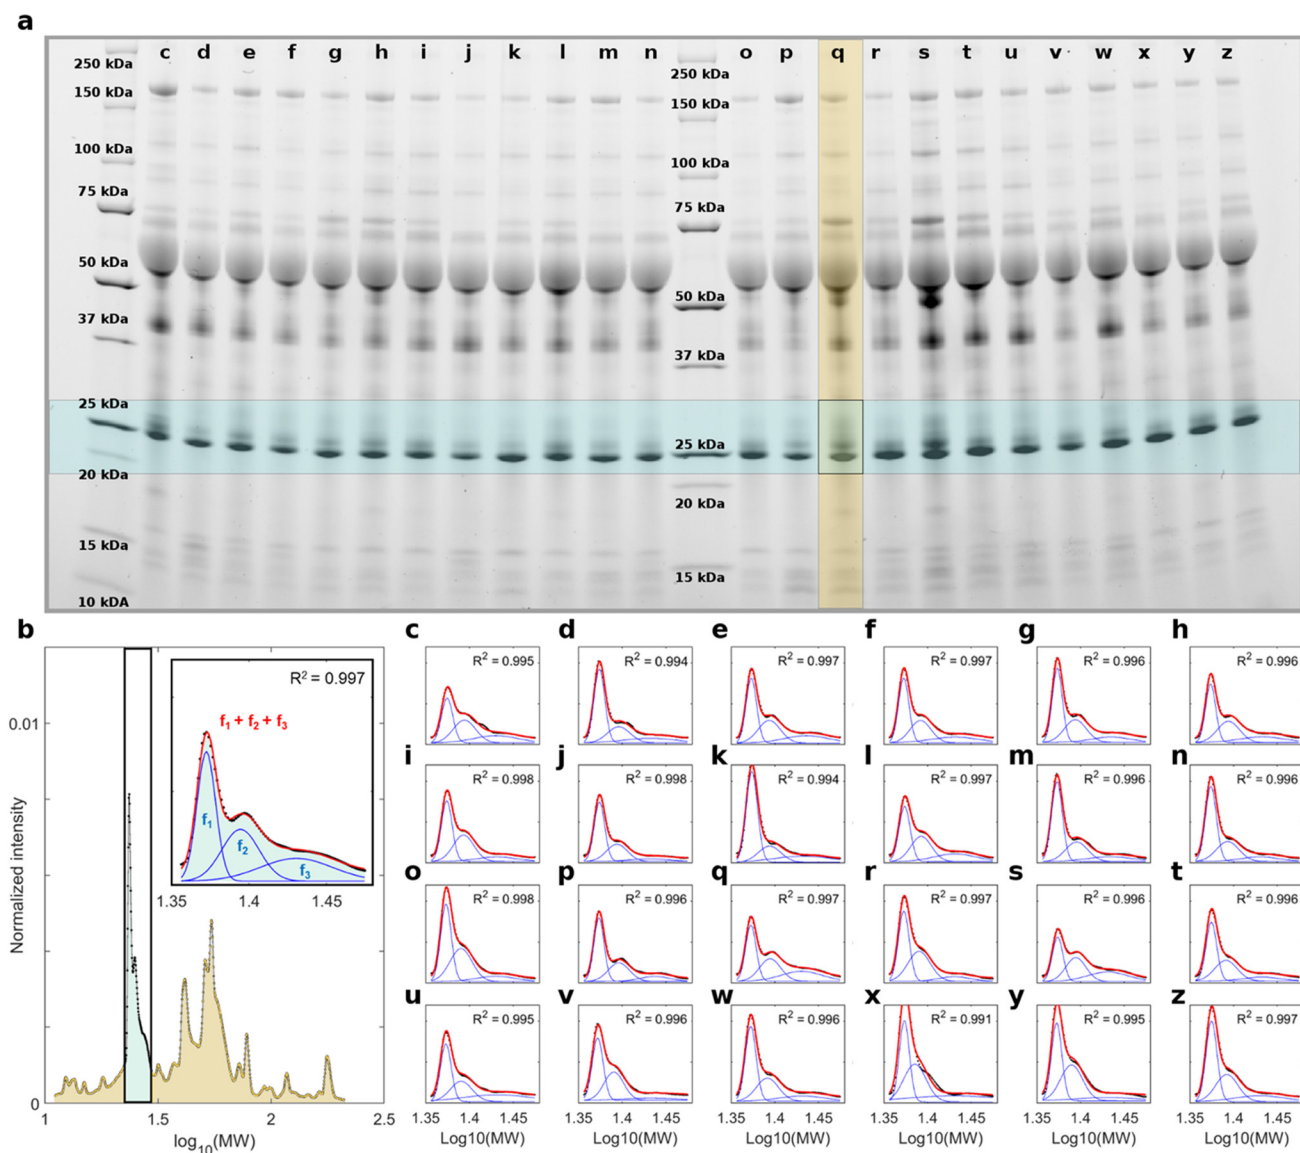 a
c d e f g h i j k l m n o p q r s t u v w x y z
250 kDa
150 kDa
100 kDa
75 kDa
50 kDa
37 kDa
25 kDa
20 kDa
15 kDa
10 kDA
250 kDa
150 kDa
100 kDa
75 kDa
50 kDa
37 kDa
25 kDa
20 kDa
15 kDa
b
R² = 0.997
f₁ + f₂ + f₃
f₁
f₂
f₃
1.35 1.4 1.45
0.01
0
Normalized intensity
1 1.5 2 2.5
log₁₀(MW)
c d e f g h
R² = 0.995 R² = 0.994 R² = 0.997 R² = 0.997 R² = 0.996 R² = 0.996
i j k l m n
R² = 0.998 R² = 0.998 R² = 0.994 R² = 0.997 R² = 0.996 R² = 0.996
o p q r s t
R² = 0.998 R² = 0.996 R² = 0.997 R² = 0.997 R² = 0.996 R² = 0.996
u v w x y z
R² = 0.995 R² = 0.996 R² = 0.996 R² = 0.991 R² = 0.995 R² = 0.997
1.35 1.4 1.45 1.35 1.4 1.45 1.35 1.4 1.45 1.35 1.4 1.45 1.35 1.4 1.45 1.35 1.4 1.45
Log10(MW) Log10(MW) Log10(MW) Log10(MW) Log10(MW) Log10(MW)